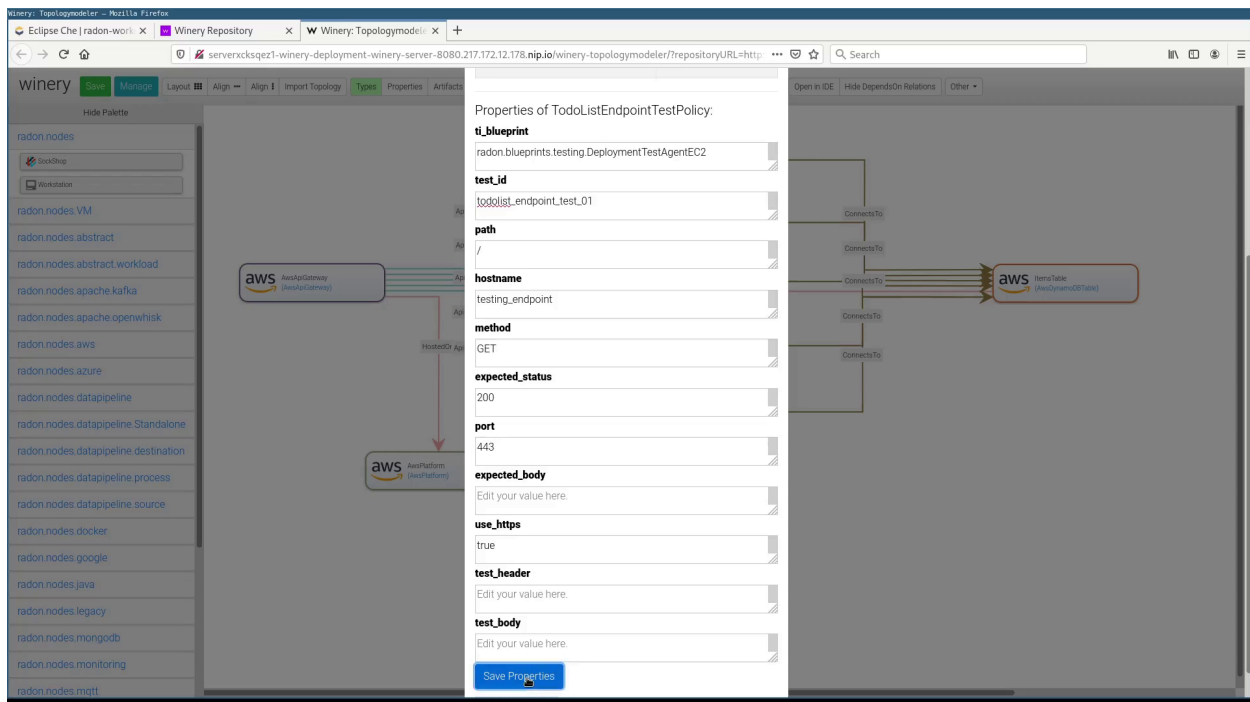 Winery: Topologymodeler – Mozilla Firefox
Eclipse Che | radon-work
Winery Repository
Winery: Topologymodele
serverxcksqez1-winery-deployment-winery-server-8080.217.172.12.178.nip.io/winery-topologymodeler/?repositoryURL=http
Search
winery
Save
Manage
Layout
Align
Align
Import Topology
Types
Properties
Artifacts
Open in IDE
Hide DependsOn Relations
Other
Hide Palette
radon.nodes
SockShop
Workstation
radon.nodes.VM
radon.nodes.abstract
radon.nodes.abstract.workload
radon.nodes.apache.kafka
radon.nodes.apache.openwhisk
radon.nodes.aws
radon.nodes.azure
radon.nodes.datapipeline
radon.nodes.datapipeline.Standalone
radon.nodes.datapipeline.destination
radon.nodes.datapipeline.process
radon.nodes.datapipeline.source
radon.nodes.docker
radon.nodes.google
radon.nodes.java
radon.nodes.legacy
radon.nodes.mongodb
radon.nodes.monitoring
radon.nodes.mqtt
aws
AwsApiGateway
(AwsApiGateway)
Ap
Ap
Ap
Ap
HostedOn
Ap
aws
AwsPlatform
(AwsPlatform)
Properties of TodoListEndpointTestPolicy:
ti_blueprint
radon.blueprints.testing.DeploymentTestAgentEC2
test_id
todolist_endpoint_test_01
path
/
hostname
testing_endpoint
method
GET
expected_status
200
port
443
expected_body
Edit your value here.
use_https
true
test_header
Edit your value here.
test_body
Edit your value here.
Save Properties
ConnectsTo
ConnectsTo
ConnectsTo
ConnectsTo
ConnectsTo
aws
ItemsTable
(AwsDynamoDBTable)